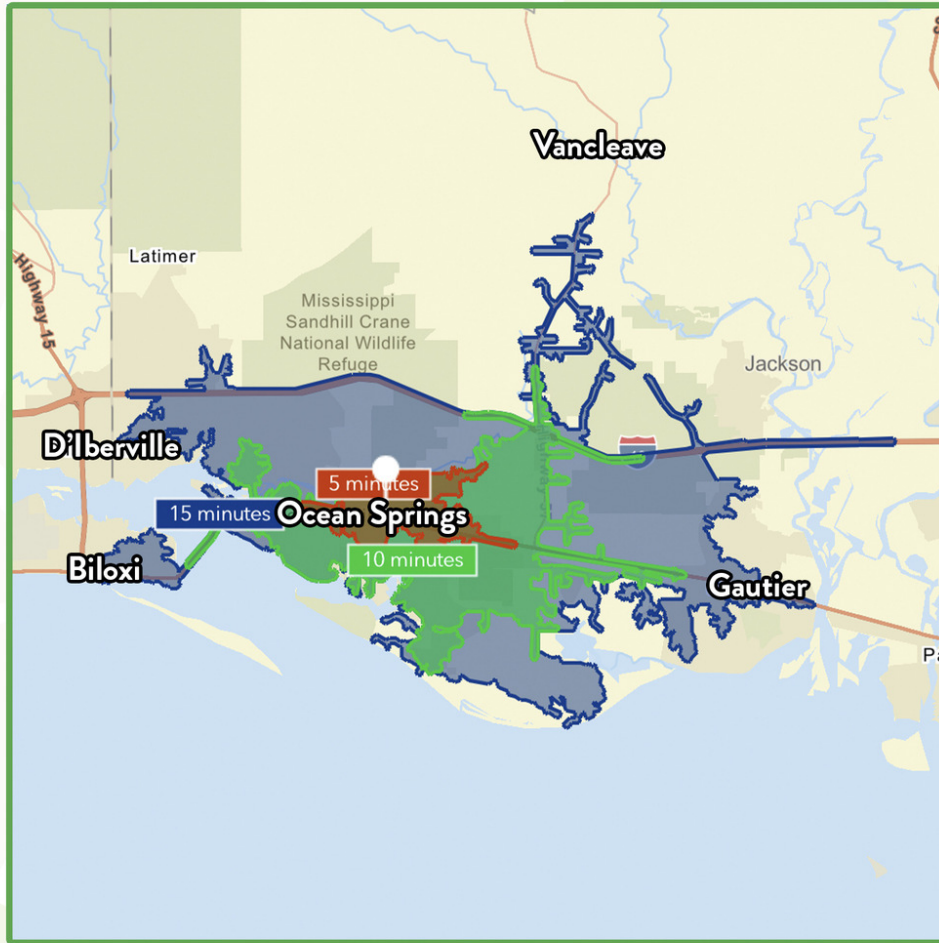 Vancleave
Latimer
Highway 15
Mississippi
Sandhill Crane
National Wildlife
Refuge
Jackson
D'Iberville
5 minutes
15 minutes
Ocean Springs
10 minutes
Biloxi
Gautier